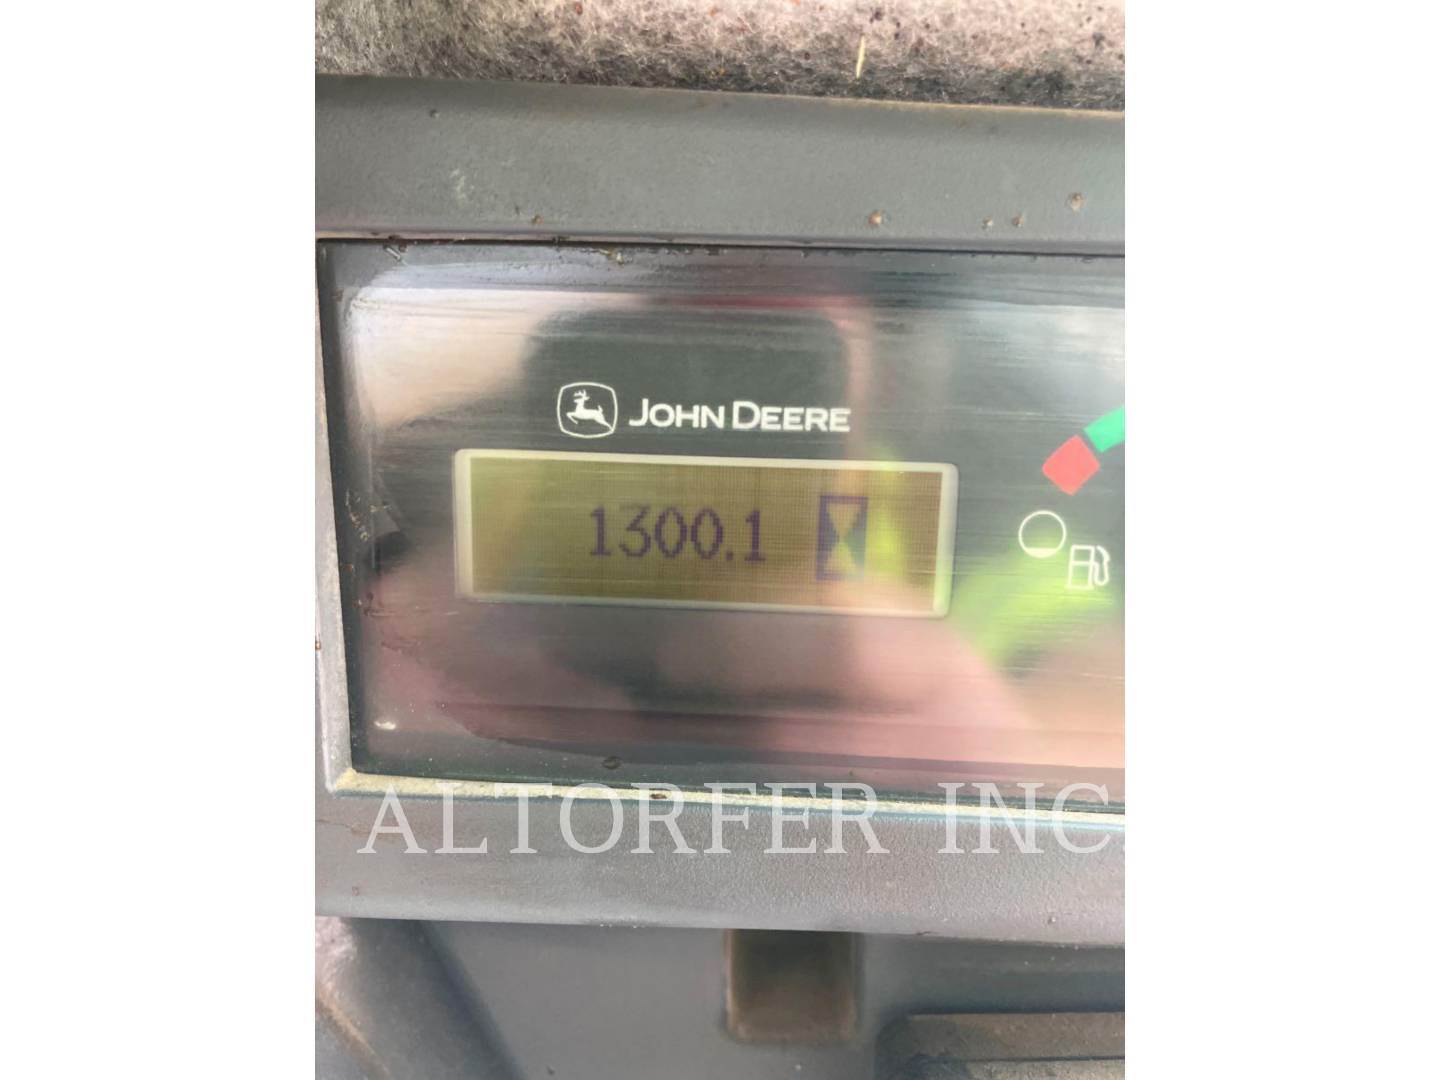 JOHN DEERE
1300.1
ALTORFER INC.